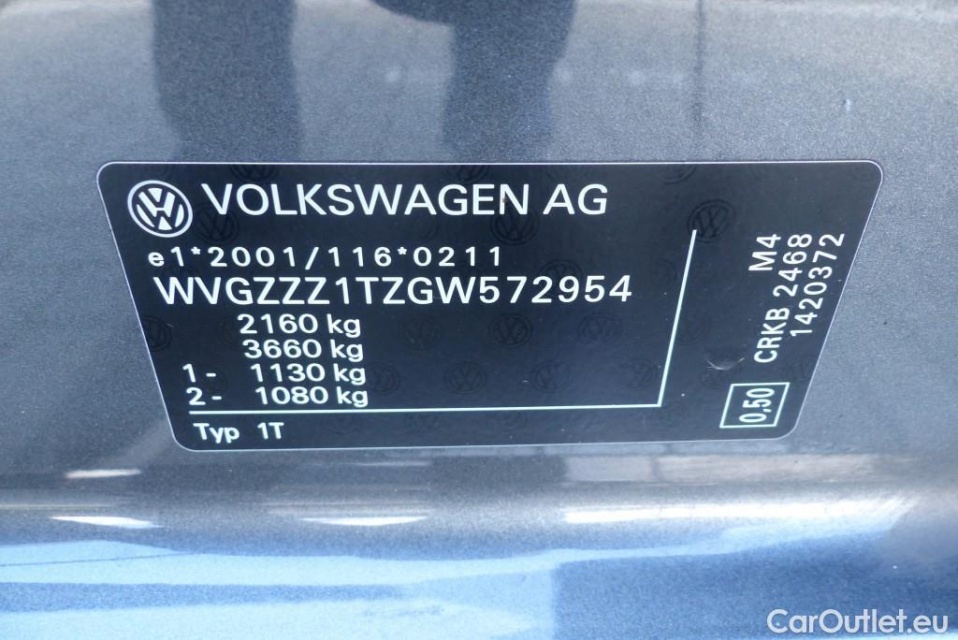 VOLKSWAGEN AG
e1*2001/116*0211
WVGZZZ1TZGW572954
2160 kg
3660 kg
1- 1130 kg
2- 1080 kg
Typ 1T
M4
CRKB 2468
1420372
0,50
CarOutlet.eu